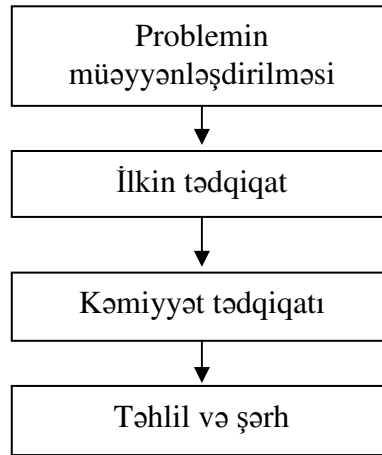 Problemin
müəyyənləşdirilməsi
İlkin tədqiqat
Kəmiyyət tədqiqatı
Təhlil və şərh